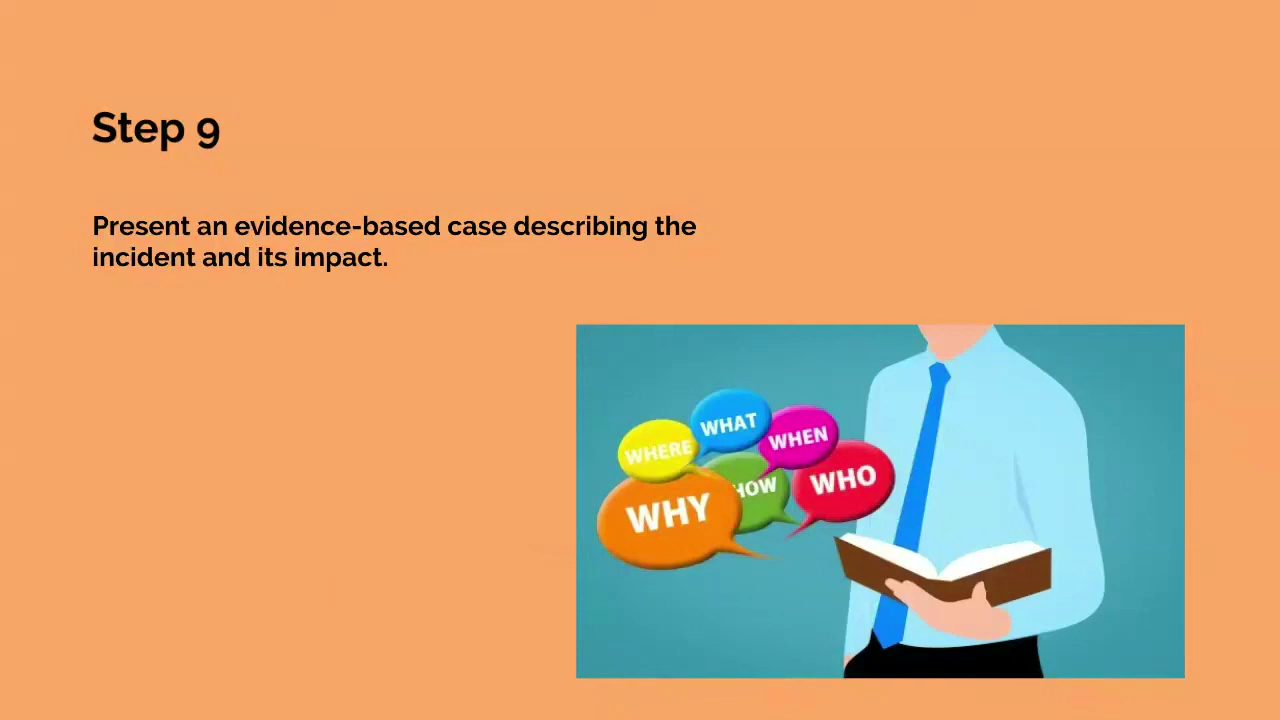 Step 9
Present an evidence-based case describing the
incident and its impact.
WHAT
WHERE
WHEN
WHO
HOW
WHY